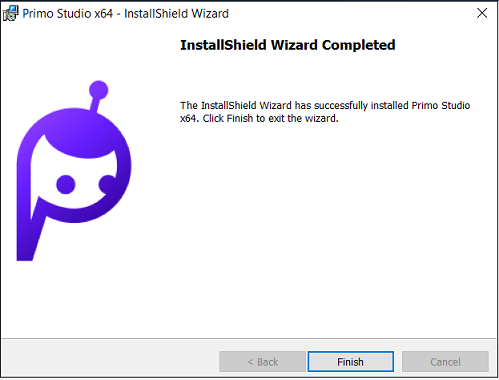 Primo Studio x64 - InstallShield Wizard
InstallShield Wizard Completed
The InstallShield Wizard has successfully installed Primo Studio
x64. Click Finish to exit the wizard.
< Back
Finish
Cancel